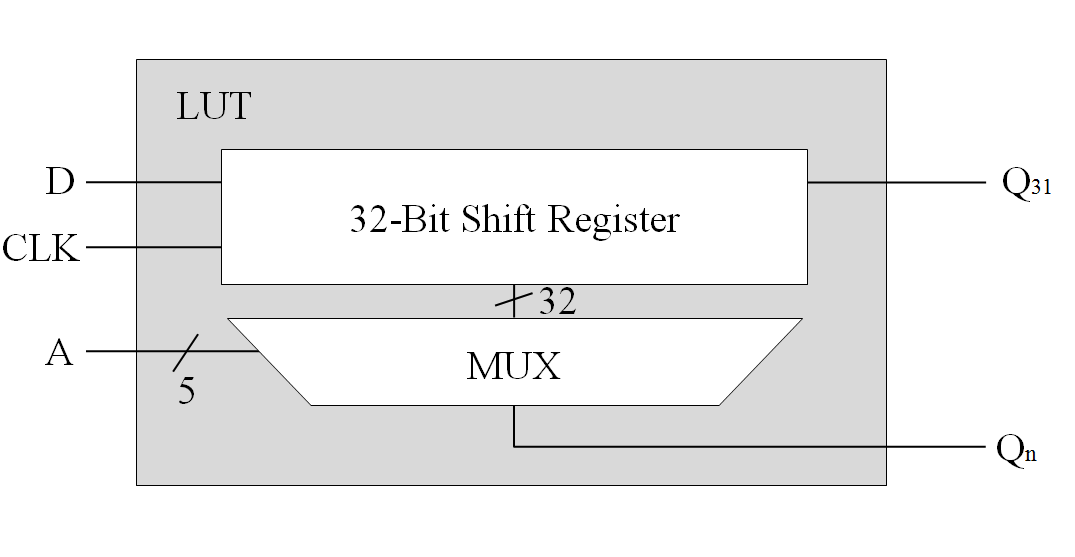 LUT
D
Q31
32-Bit Shift Register
CLK
32
A
MUX
5
Qn